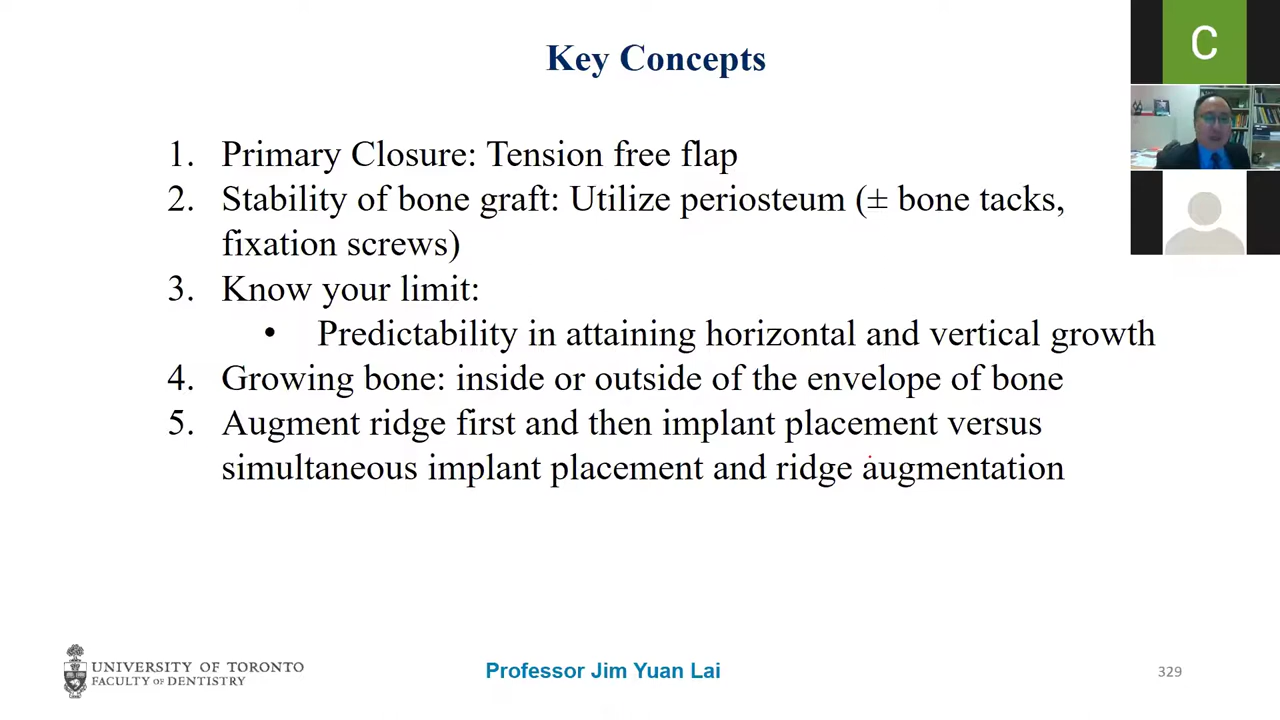 Key Concepts
C
1. Primary Closure: Tension free flap
2. Stability of bone graft: Utilize periosteum (± bone tacks,
fixation screws)
3. Know your limit:
• Predictability in attaining horizontal and vertical growth
4. Growing bone: inside or outside of the envelope of bone
5. Augment ridge first and then implant placement versus
simultaneous implant placement and ridge augmentation
UNIVERSITY OF TORONTO
FACULTY OF DENTISTRY
Professor Jim Yuan Lai
329